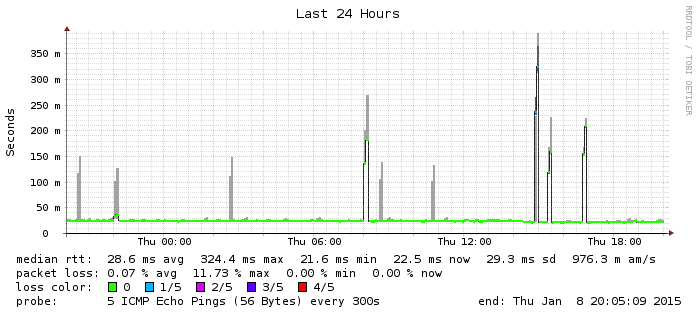 Last 24 Hours
RRDTOOL / TOBI OETIKER
Seconds
350 m
300 m
250 m
200 m
150 m
100 m
50 m
0
Thu 00:00 Thu 06:00 Thu 12:00 Thu 18:00
median rtt: 28.6 ms avg 324.4 ms max 21.6 ms min 22.5 ms now 29.3 ms sd 976.3 m am/s
packet loss: 0.07 % avg 11.73 % max 0.00 % min 0.00 % now
loss color: 0 1/5 2/5 3/5 4/5
probe: 5 ICMP Echo Pings (56 Bytes) every 300s end: Thu Jan 8 20:05:09 2015